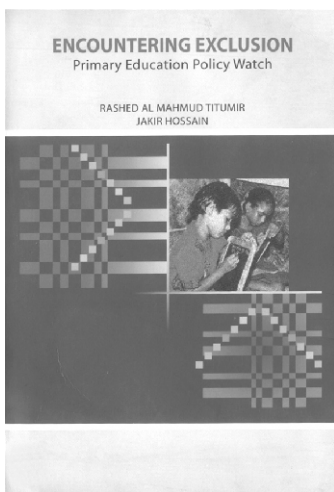 ENCOUNTERING EXCLUSION
Primary Education Policy Watch
RASHED AL MAHMUD TITUMIR
JAKIR HOSSAIN